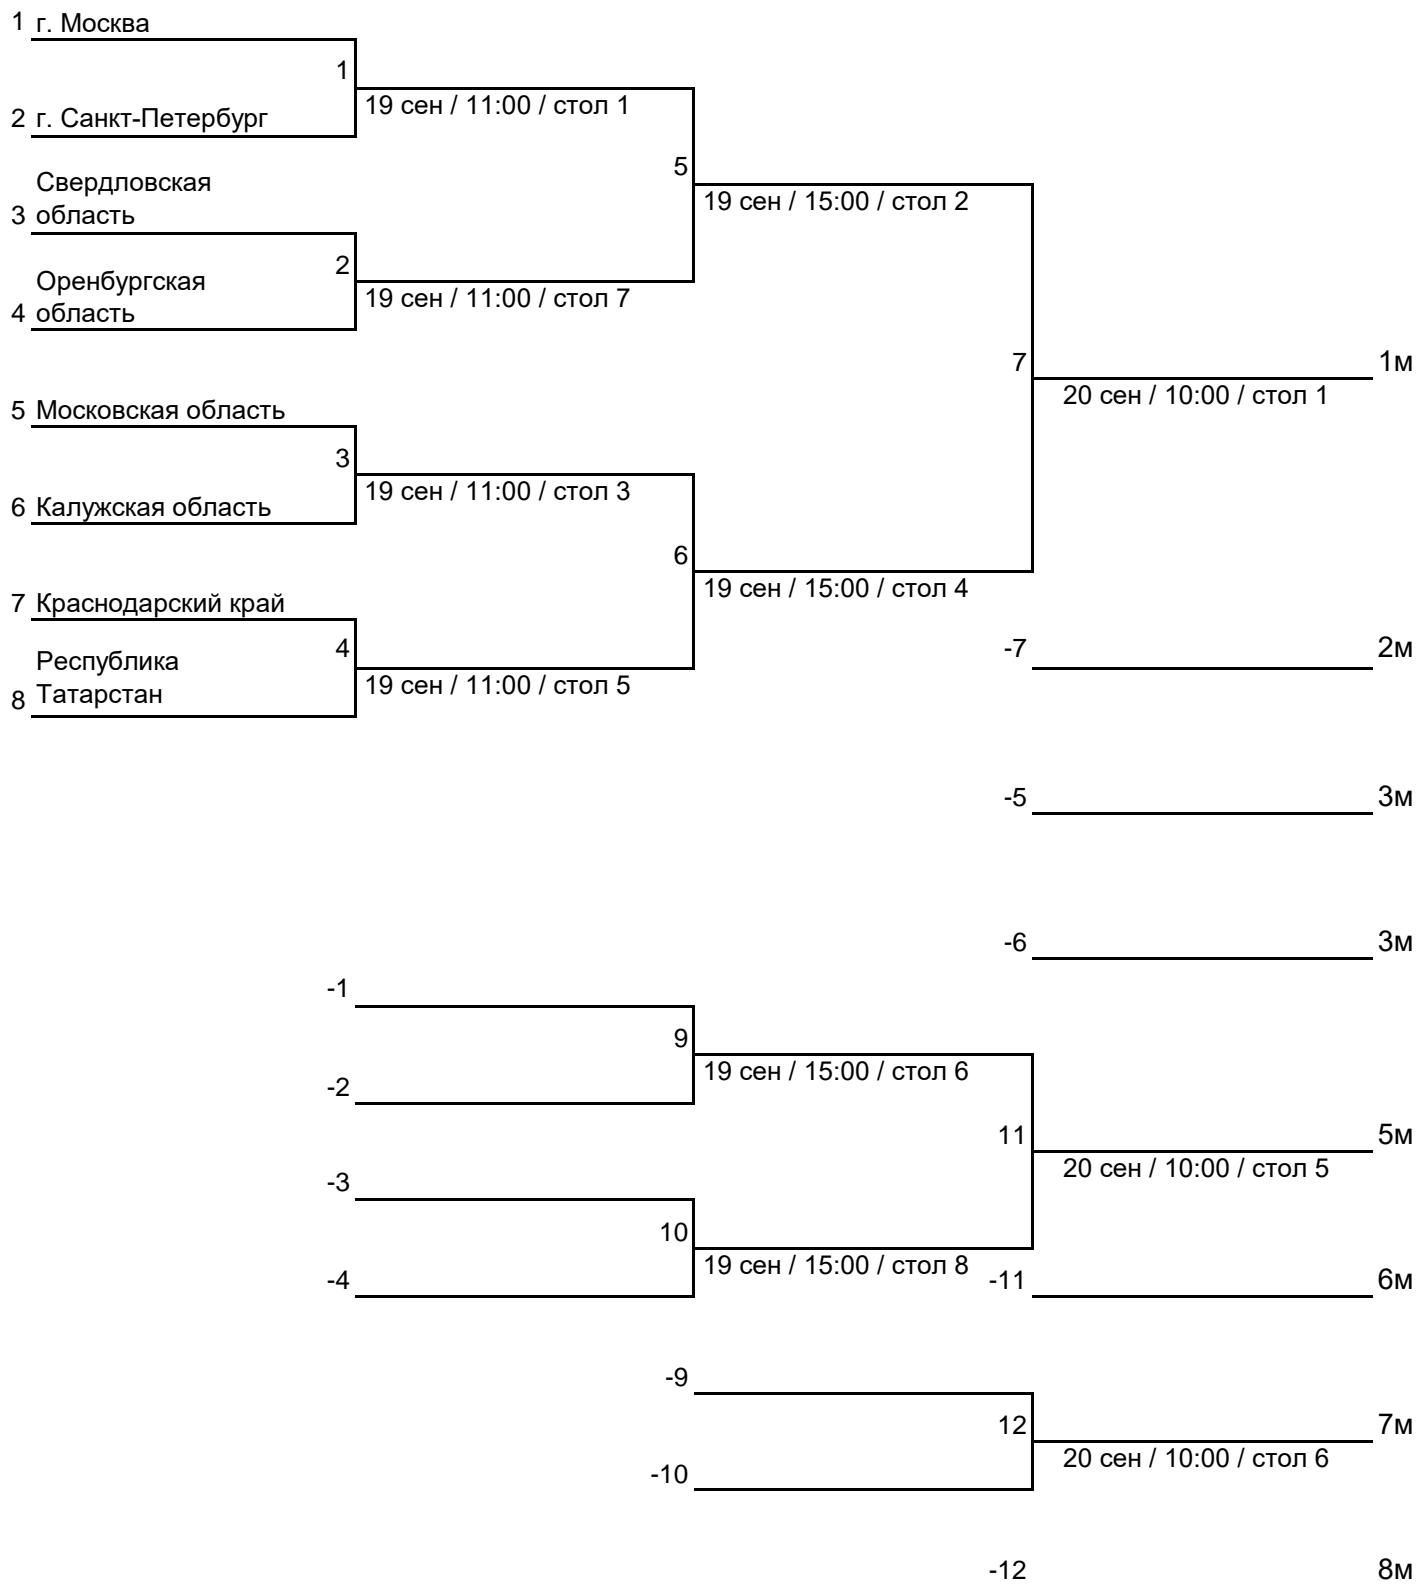 1 г. Москва
1
19 сен / 11:00 / стол 1
2 г. Санкт-Петербург
5
19 сен / 15:00 / стол 2
Свердловская
3 область
2
19 сен / 11:00 / стол 7
Оренбургская
4 область
7
1м
20 сен / 10:00 / стол 1
5 Московская область
3
19 сен / 11:00 / стол 3
6 Калужская область
6
19 сен / 15:00 / стол 4
7 Краснодарский край
4
19 сен / 11:00 / стол 5
Республика
8 Татарстан
-7 2м
-5 3м
-6 3м
-1
9
19 сен / 15:00 / стол 6
-2
11
5м
20 сен / 10:00 / стол 5
-3
10
19 сен / 15:00 / стол 8
-4
-11 6м
-9
12
7м
20 сен / 10:00 / стол 6
-10
-12 8м